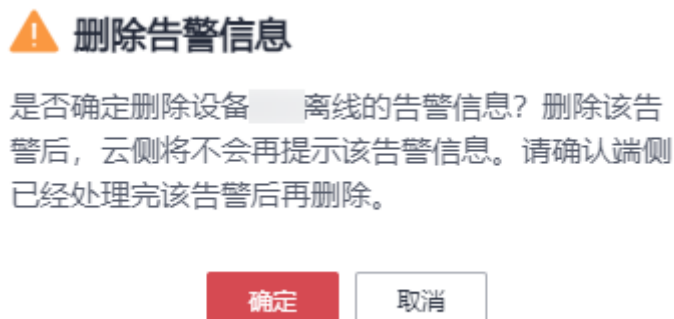 删除告警信息
是否确定删除设备 离线的告警信息？删除该告
警后，云侧将不会再提示该告警信息。请确认端侧
已经处理完该告警后再删除。
确定 取消